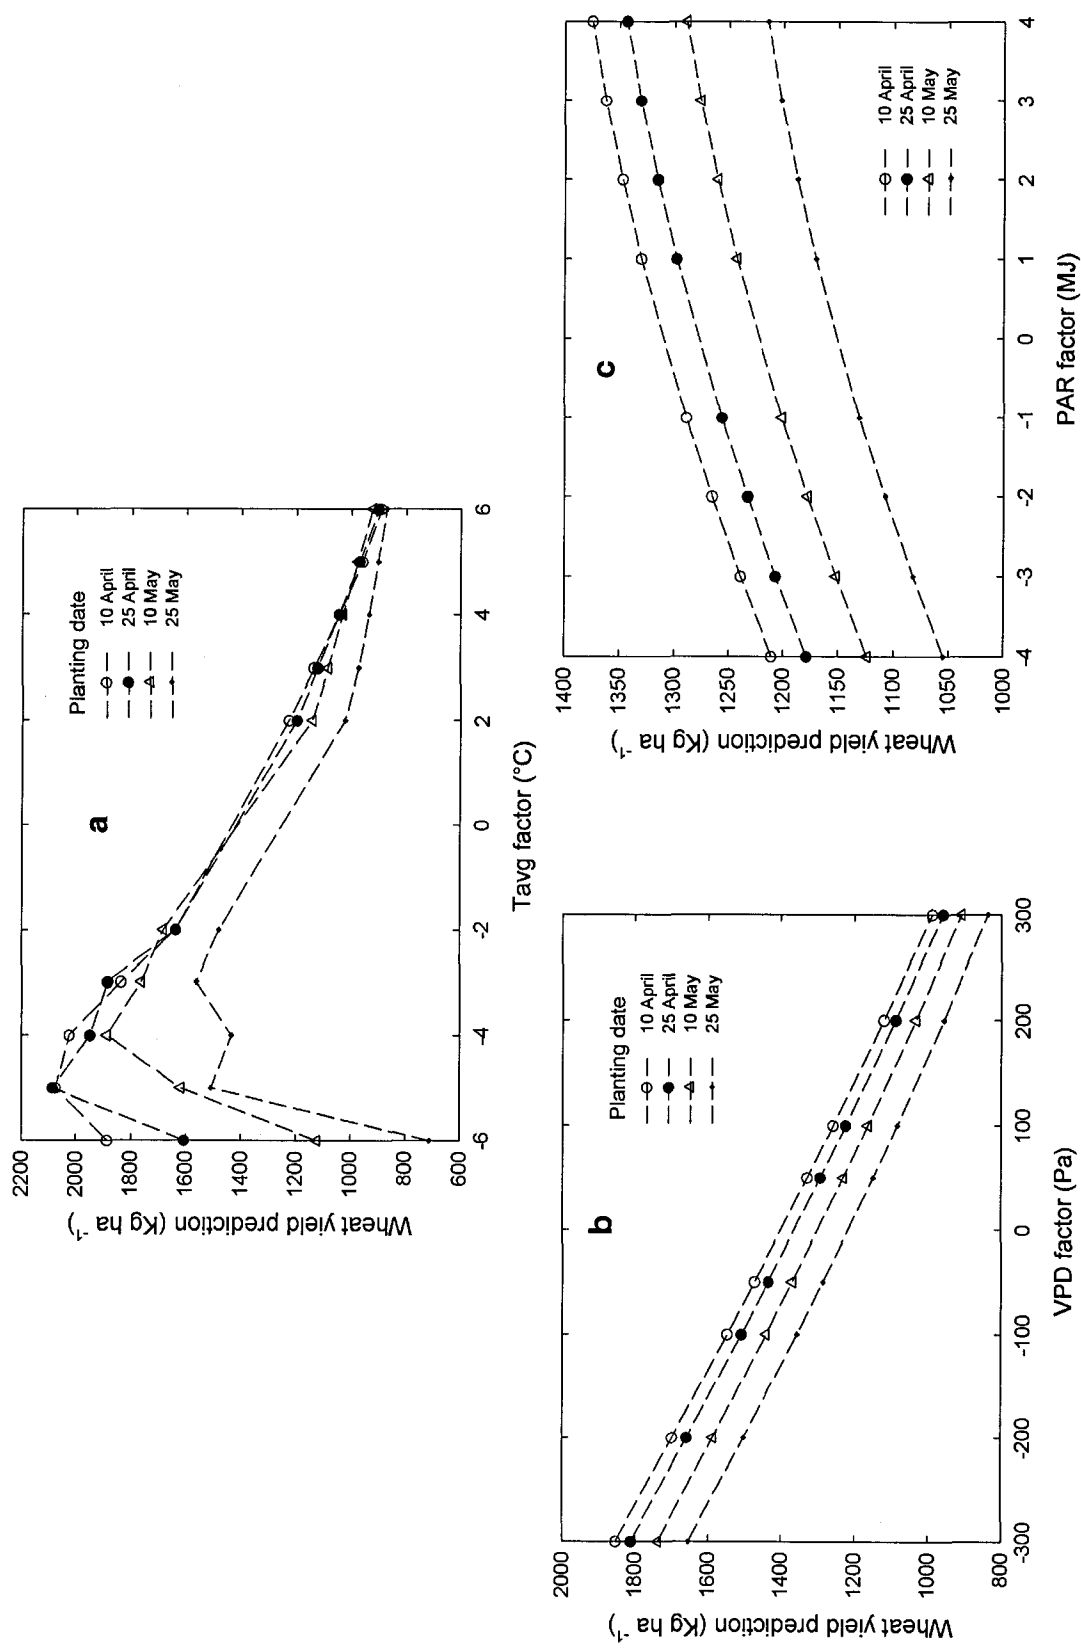 a
Planting date
10 April
25 April
10 May
25 May
2200
2000
1800
1600
1400
1200
1000
800
600
Wheat yield prediction (Kg ha -1)
-6
-4
-2
0
2
4
6
Tavg factor (°C)
b
Planting date
10 April
25 April
10 May
25 May
2000
1800
1600
1400
1200
1000
800
Wheat yield prediction (Kg ha -1)
-300
-200
-100
0
100
200
300
VPD factor (Pa)
c
10 April
25 April
10 May
25 May
1400
1350
1300
1250
1200
1150
1100
1050
1000
Wheat yield prediction (Kg ha -1)
-4
-3
-2
-1
0
1
2
3
4
PAR factor (MJ)